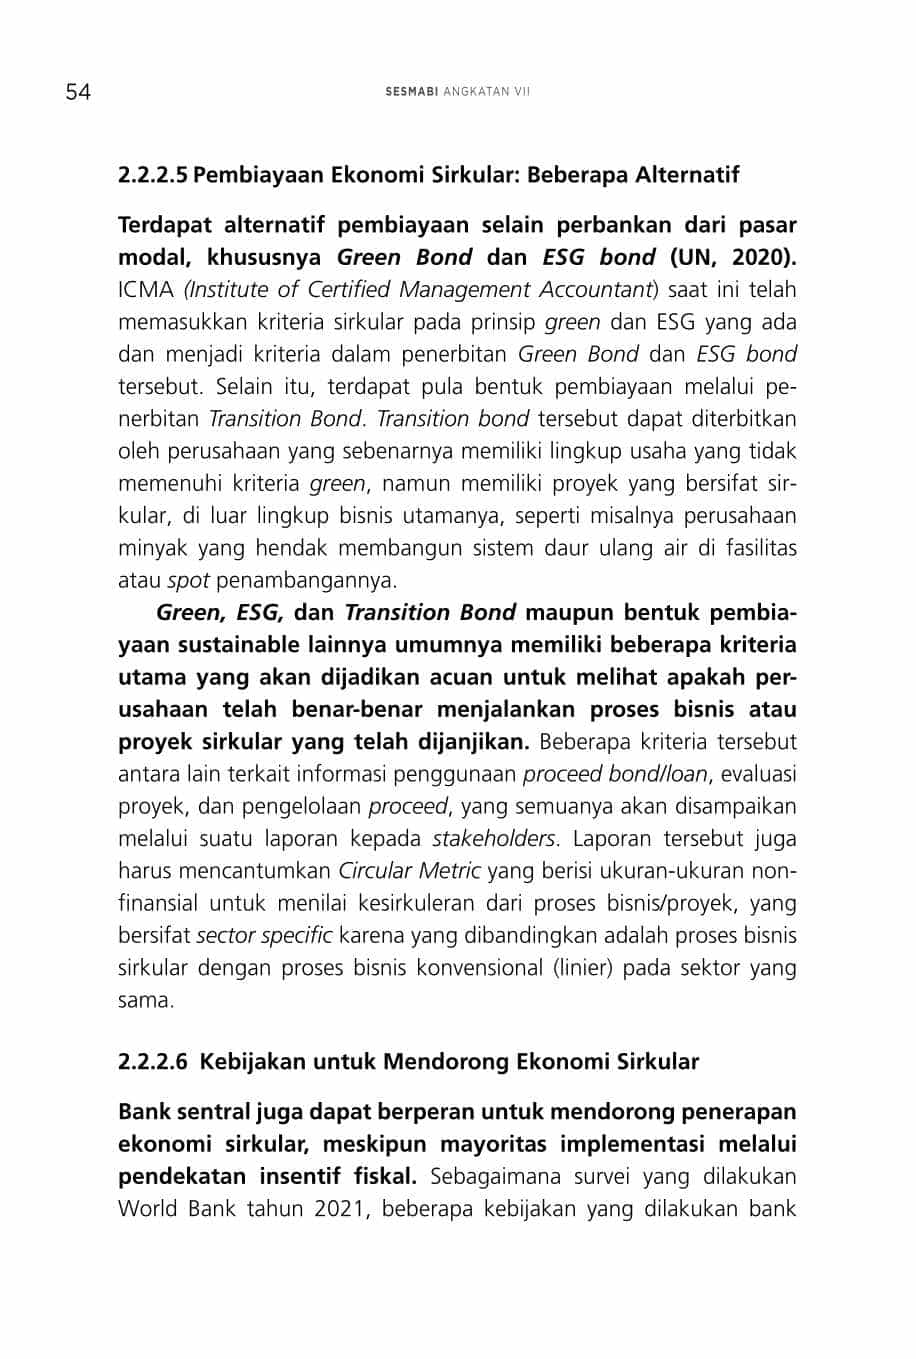 54
SESMABI ANGKATAN VII
2.2.2.5 Pembiayaan Ekonomi Sirkular: Beberapa Alternatif
Terdapat alternatif pembiayaan selain perbankan dari pasar
modal, khususnya Green Bond dan ESG bond (UN, 2020).
ICMA (Institute of Certified Management Accountant) saat ini telah
memasukkan kriteria sirkular pada prinsip green dan ESG yang ada
dan menjadi kriteria dalam penerbitan Green Bond dan ESG bond
tersebut. Selain itu, terdapat pula bentuk pembiayaan melalui pe-
nerbitan Transition Bond. Transition bond tersebut dapat diterbitkan
oleh perusahaan yang sebenarnya memiliki lingkup usaha yang tidak
memenuhi kriteria green, namun memiliki proyek yang bersifat sir-
kular, di luar lingkup bisnis utamanya, seperti misalnya perusahaan
minyak yang hendak membangun sistem daur ulang air di fasilitas
atau spot penambangannya.
Green, ESG, dan Transition Bond maupun bentuk pembia-
yaan sustainable lainnya umumnya memiliki beberapa kriteria
utama yang akan dijadikan acuan untuk melihat apakah per-
usahaan telah benar-benar menjalankan proses bisnis atau
proyek sirkular yang telah dijanjikan. Beberapa kriteria tersebut
antara lain terkait informasi penggunaan proceed bond/loan, evaluasi
proyek, dan pengelolaan proceed, yang semuanya akan disampaikan
melalui suatu laporan kepada stakeholders. Laporan tersebut juga
harus mencantumkan Circular Metric yang berisi ukuran-ukuran non-
finansial untuk menilai kesirkuleran dari proses bisnis/proyek, yang
bersifat sector specific karena yang dibandingkan adalah proses bisnis
sirkular dengan proses bisnis konvensional (linier) pada sektor yang
sama.
2.2.2.6 Kebijakan untuk Mendorong Ekonomi Sirkular
Bank sentral juga dapat berperan untuk mendorong penerapan
ekonomi sirkular, meskipun mayoritas implementasi melalui
pendekatan insentif fiskal. Sebagaimana survei yang dilakukan
World Bank tahun 2021, beberapa kebijakan yang dilakukan bank